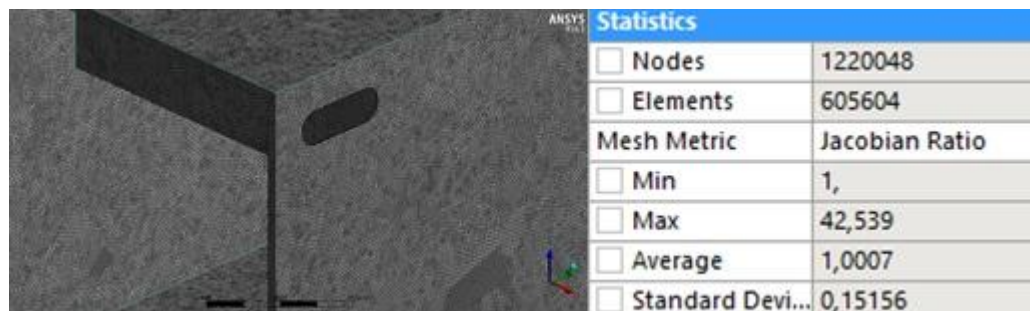 ANSYS
Statistics
Nodes 1220048
Elements 605604
Mesh Metric Jacobian Ratio
Min 1,
Max 42,539
Average 1,0007
Standard Devi... 0,15156